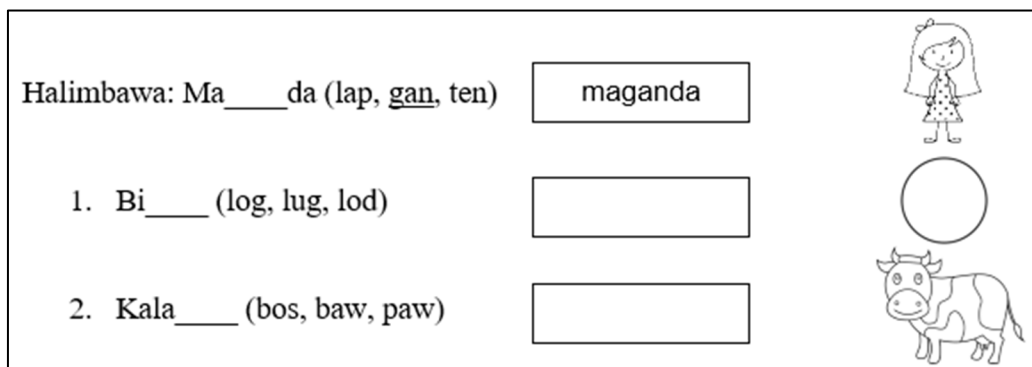 Halimbawa: Ma____da (lap, gan, ten) maganda
1. Bi____ (log, lug, lod)
2. Kala____ (bos, baw, paw)